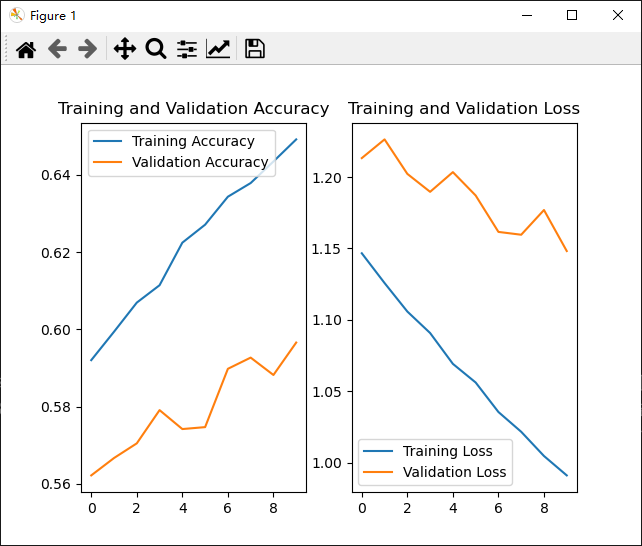 Figure 1
Training and Validation Accuracy
Training Accuracy
Validation Accuracy
0.64
0.62
0.60
0.58
0.56
0 2 4 6 8
Training and Validation Loss
1.20
1.15
1.10
1.05
1.00
Training Loss
Validation Loss
0 2 4 6 8